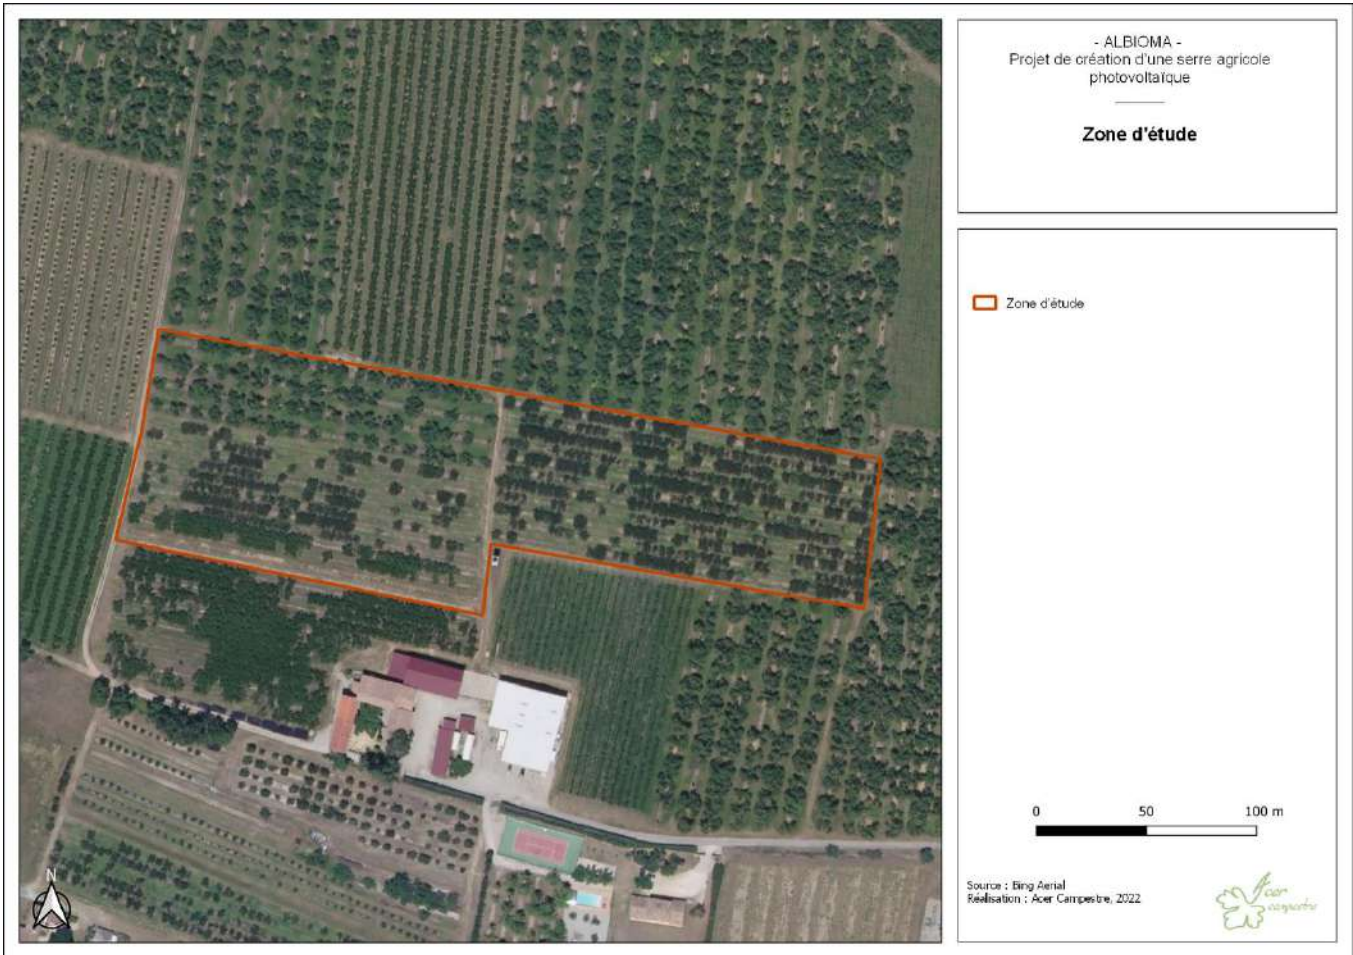 - ALBIOMA -
Projet de création d'une serre agricole
photovoltaïque
Zone d'étude
Zone d'étude
0 50 100 m
Source : Bing Aerial
Réalisation : Acer Campestre, 2022
Acer
campestre
N